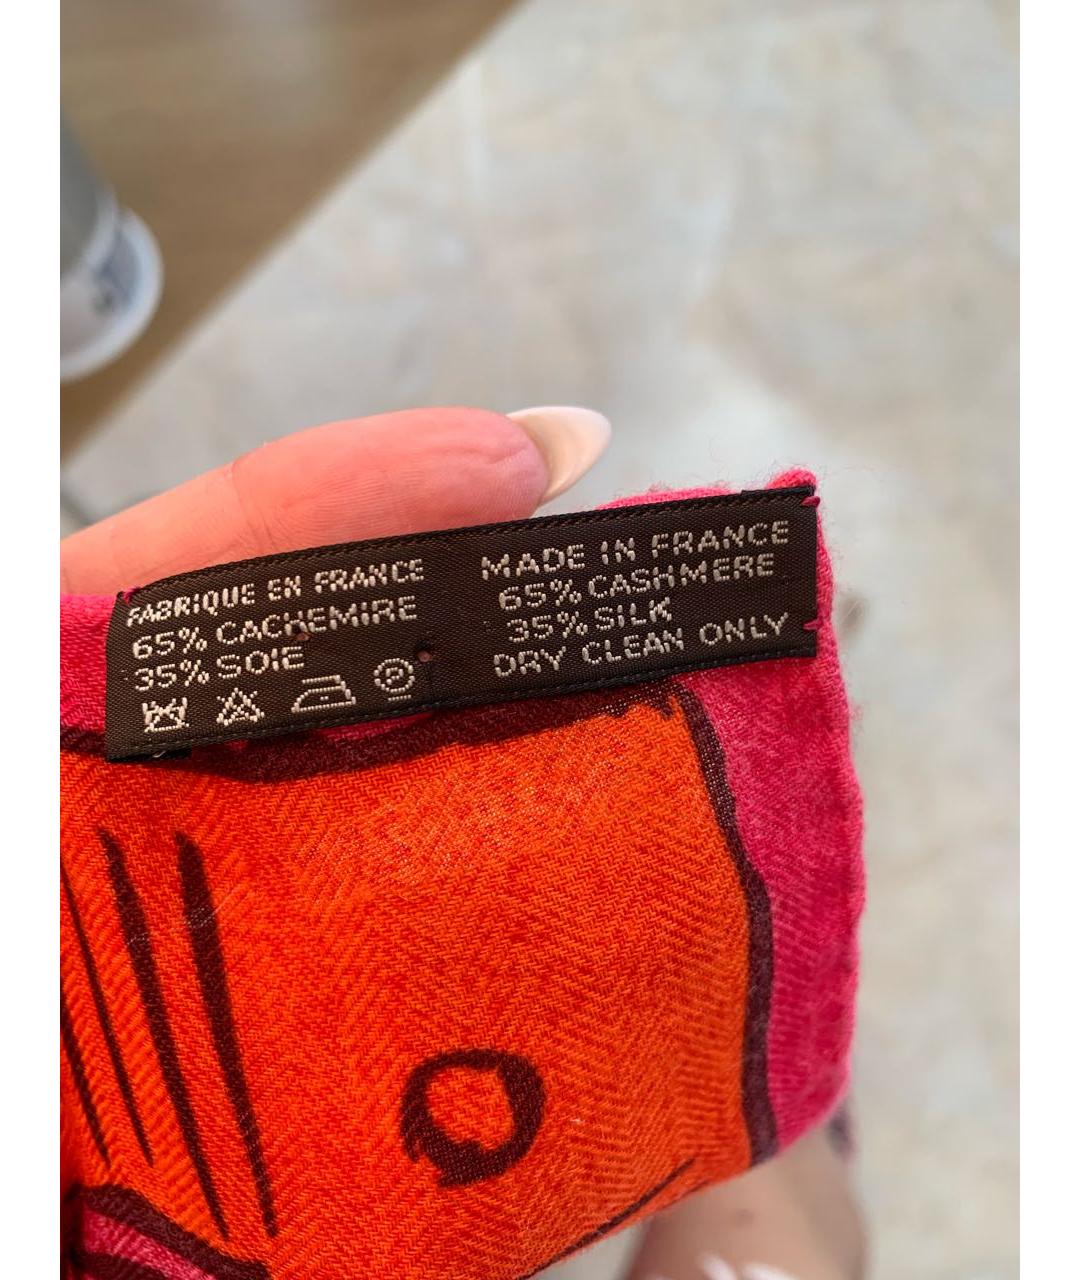 FABRIQUE EN FRANCE
65% CACHEMIRE
35% SOIE
P
MADE IN FRANCE
65% CASHMERE
35% SILK
DRY CLEAN ONLY